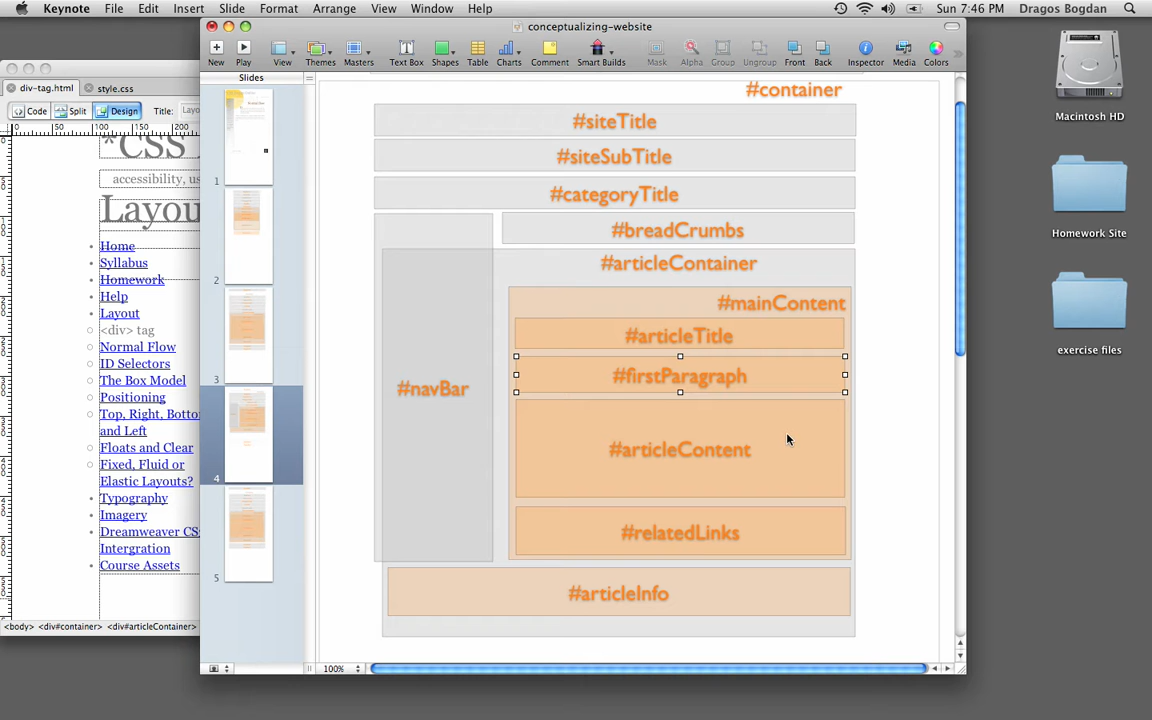 Keynote File Edit Insert Slide Format Arrange View Window Help Sun 7:46 PM Dragos Bogdan
conceptualizing-website
New Play View Themes Masters Text Box Shapes Table Charts Comment Smart Builds Mask Alpha Group Ungroup Front Back Inspector Media Colors
Slides
1
2
3
4
5
div-tag.html style.css
Code Split Design Title:
0 50 100 150 200
*CSS
accessibility, us
Layou
Home
Syllabus
Homework
Help
Layout
<div> tag
Normal Flow
ID Selectors
The Box Model
Positioning
Top, Right, Botto
and Left
Floats and Clear
Fixed, Fluid or
Elastic Layouts?
Typography
Imagery
Dreamweaver CS
Intergration
Course Assets
<body> <div#container> <div#articleContainer>
#container
#siteTitle
#siteSubTitle
#categoryTitle
#breadCrumbs
#articleContainer
#mainContent
#articleTitle
#firstParagraph
#navBar
#articleContent
#relatedLinks
#articleInfo
100%
Macintosh HD
Homework Site
exercise files